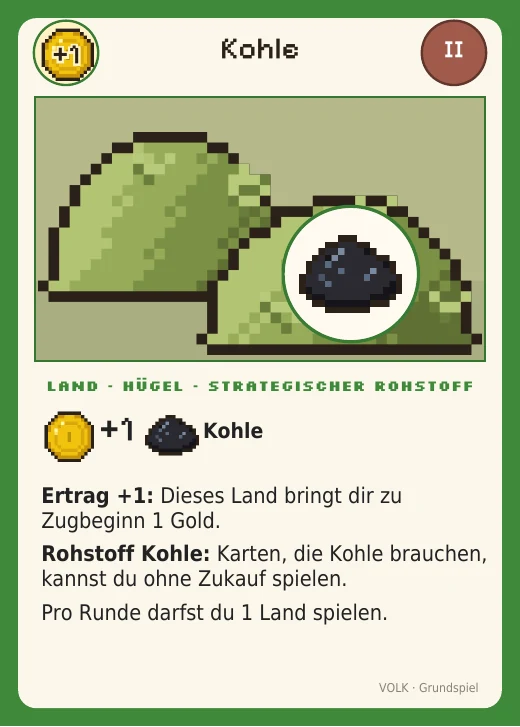 +1
Kohle
II
LAND · HÜGEL · STRATEGISCHER ROHSTOFF
+1 Kohle
Ertrag +1: Dieses Land bringt dir zu
Zugbeginn 1 Gold.
Rohstoff Kohle: Karten, die Kohle brauchen,
kannst du ohne Zukauf spielen.
Pro Runde darfst du 1 Land spielen.
VOLK · Grundspiel